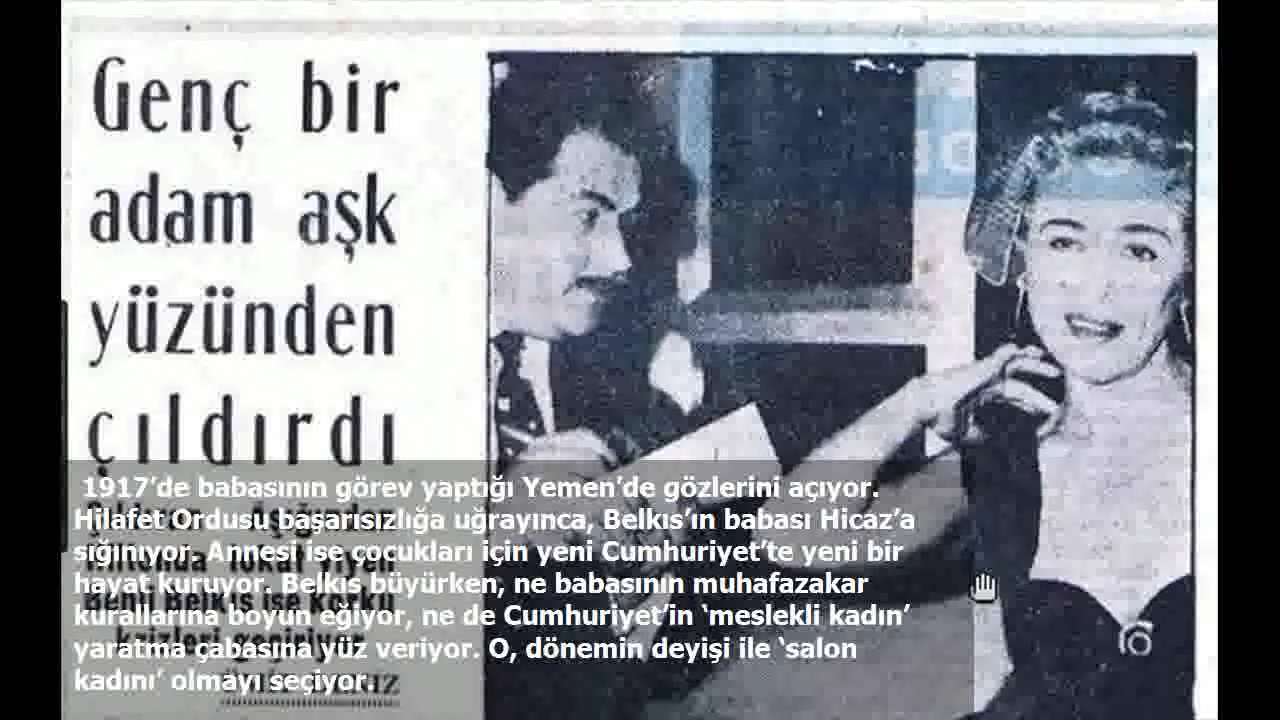 Genç bir
adam aşk
yüzünden
çıldırdı
1917’de babasının görev yaptığı Yemen’de gözlerini açıyor.
Hilafet Ordusu başarısızlığa uğrayınca, Belkıs’ın babası Hicaz’a
sığınıyor. Annesi ise çocukları için yeni Cumhuriyet’te yeni bir
hayat kuruyor. Belkıs büyürken, ne babasının muhafazakar
kurallarına boyun eğiyor, ne de Cumhuriyet’in ‘meslekli kadın’
yaratma çabasına yüz veriyor. O, dönemin deyişi ile ‘salon
kadını’ olmayı seçiyor.